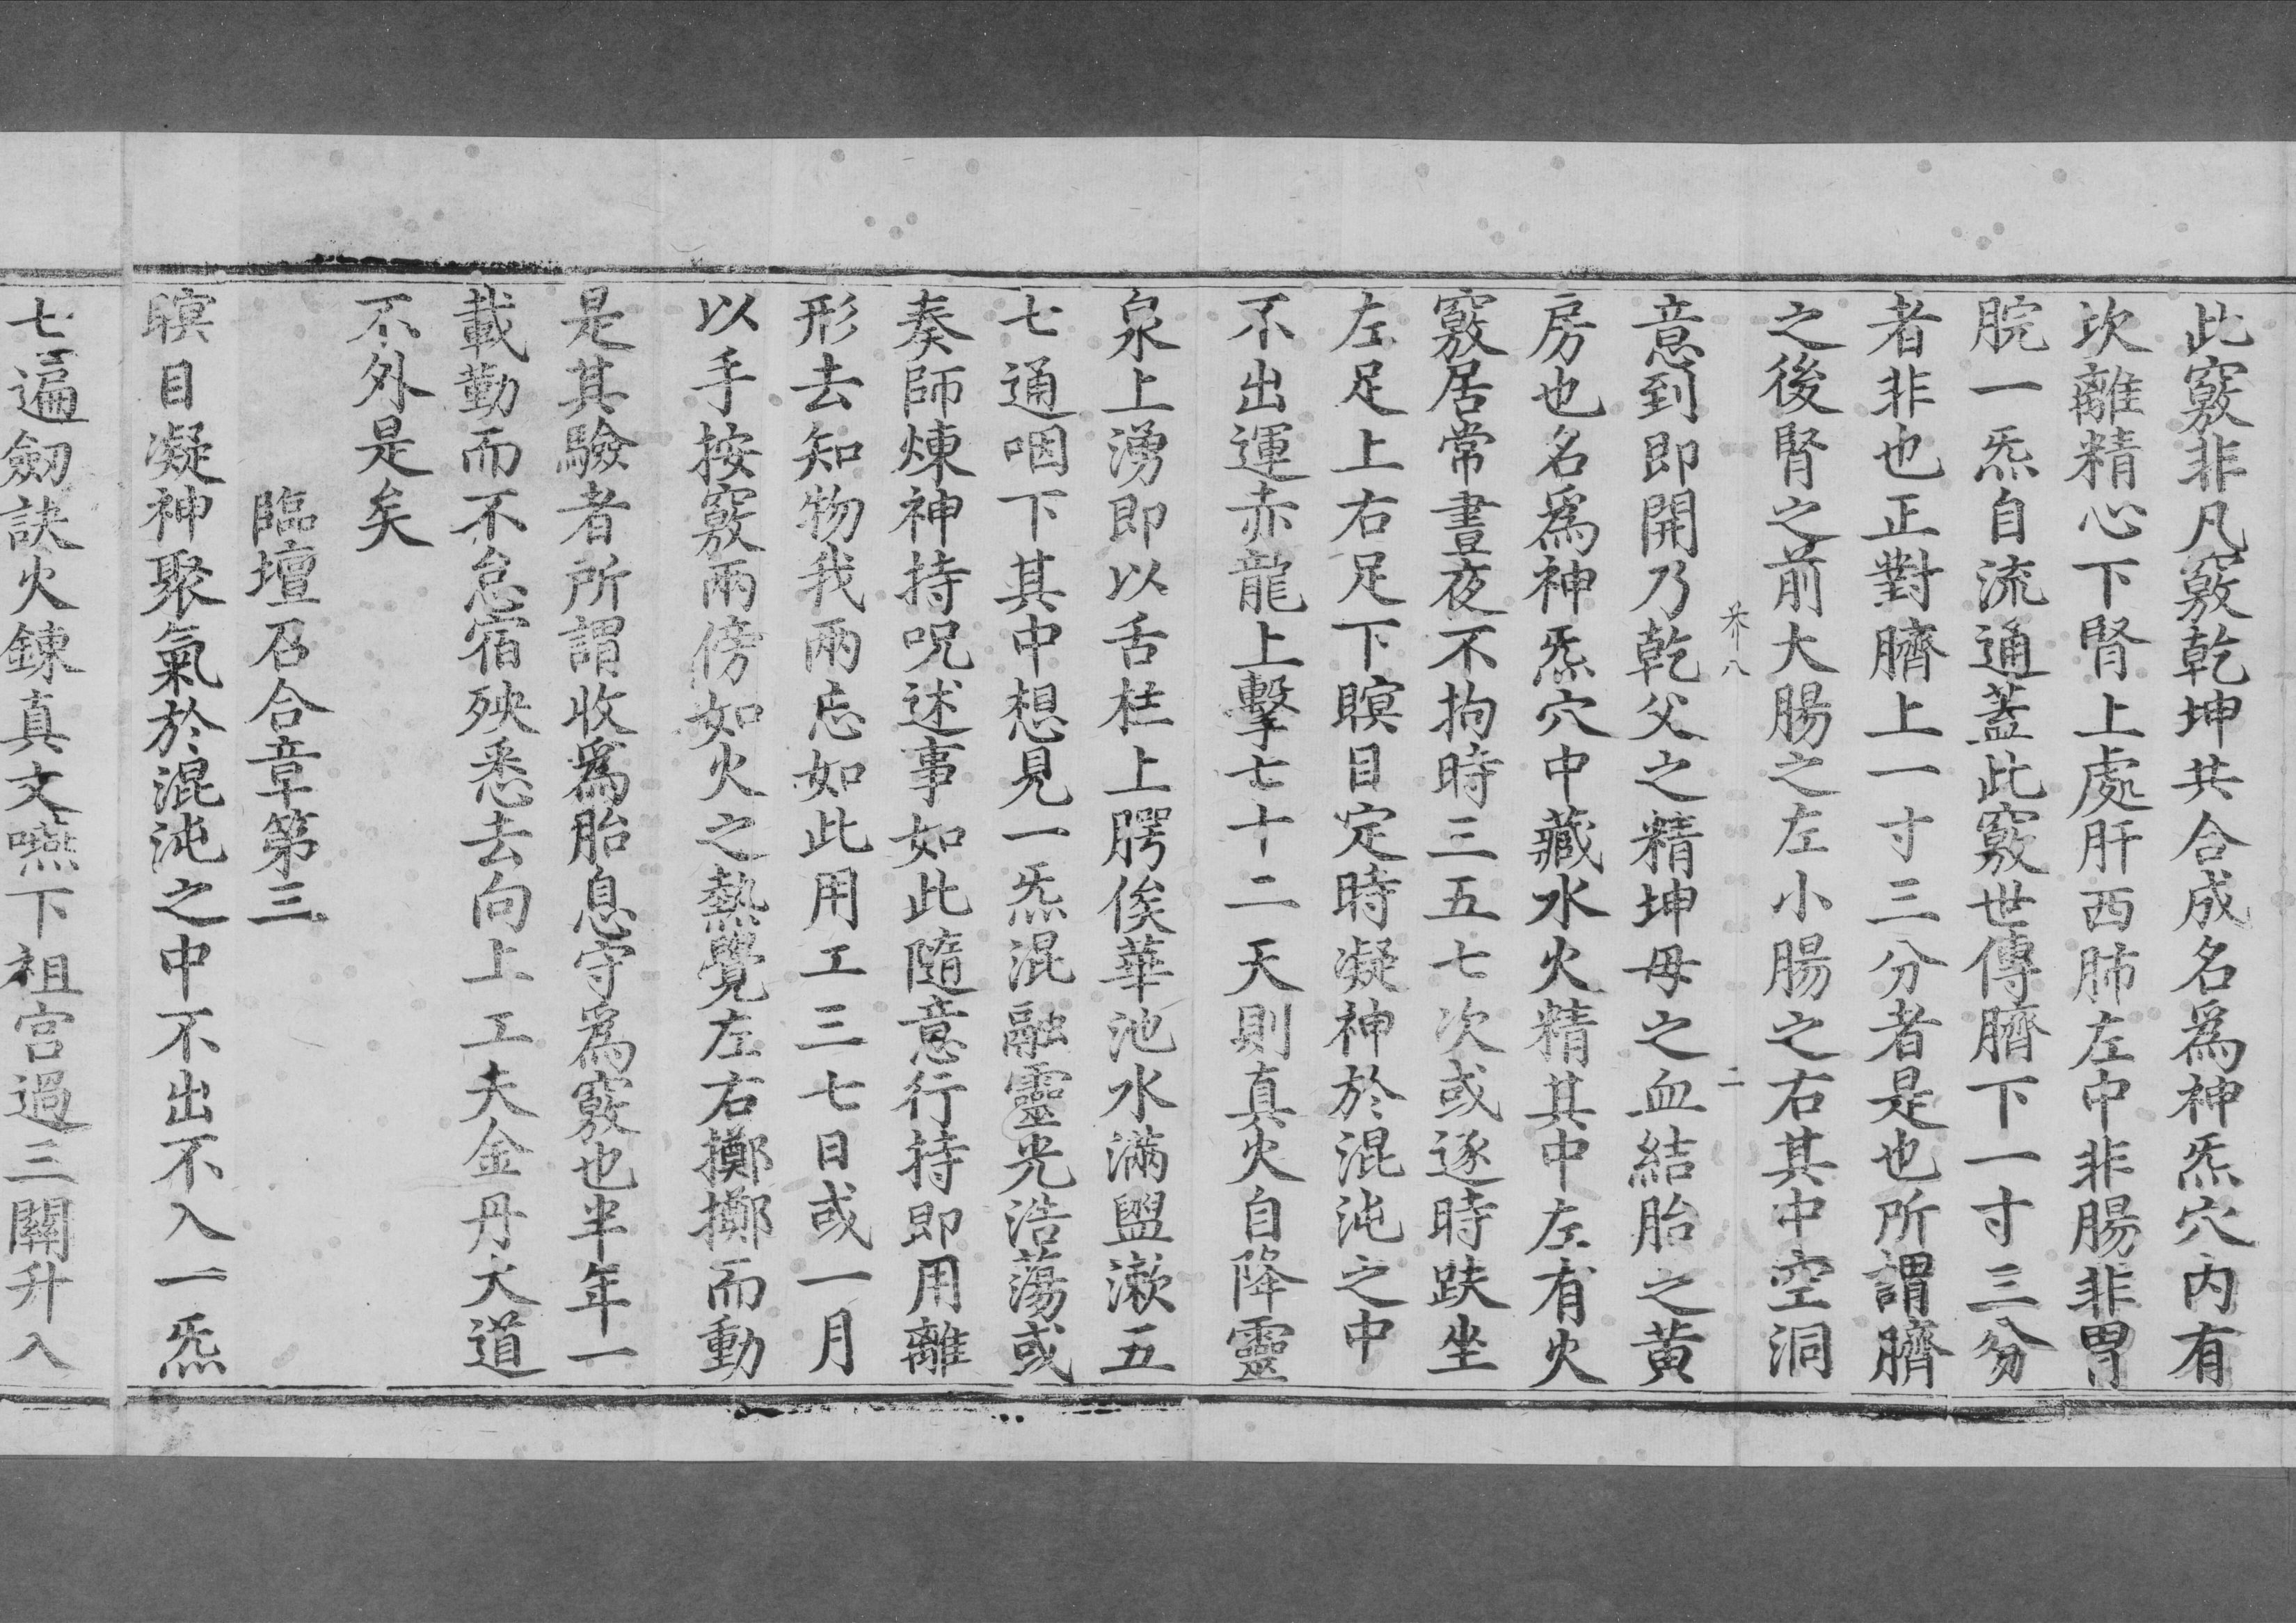 此竅非凡竅乾坤共合成名爲神炁穴内有
坎離精心下腎上處肝西肺左中非腸非胃
脘一炁自流通蓋此竅世傳臍下一寸三分
者非也正對臍上一寸三分者是也所謂臍
之後腎之前大腸之左小腸之右其中空洞
八 二
意到即開乃乾父之精坤母之血結胎之黄
房也名爲神炁穴中藏水火精其中左有火
竅居常晝夜不拘時三五七次或逐時趺坐
左足上右足下瞑目定時凝神於混沌之中
不出運赤龍上擊七十二天則真火自降靈
泉上湧即以舌柱上腭俟華池水滿盥漱五
七通咽下其中想見一炁混融靈光浩蕩或
奏師煉神持呪述事如此隨意行持即用離
形去知物我兩忘如此用工三七日或一月
以手按竅兩傍如火之熱覺左右擲擲而動
是其驗者所謂收爲胎息守爲竅也半年一
載勤而不怠宿殃悉去向上工夫金丹大道
不外是矣
臨壇召合章第三
瞑目凝神聚氣於混沌之中不出不入一炁
七遍劒訣火鍊真文嚥下祖宫過三關升入